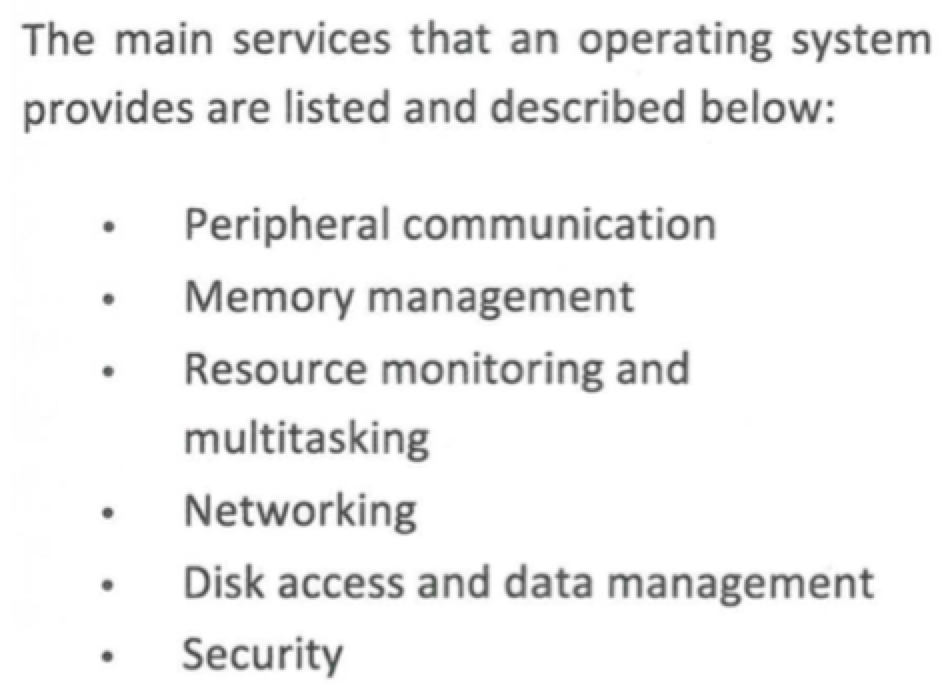 The main services that an operating system
provides are listed and described below:
• Peripheral communication
• Memory management
• Resource monitoring and
multitasking
• Networking
• Disk access and data management
• Security